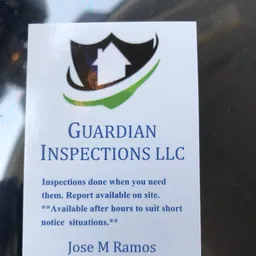 GUARDIAN
INSPECTIONS LLC
Inspections done when you need
them. Report available on site.
**Available after hours to suit short
notice situations.**
Jose M Ramos